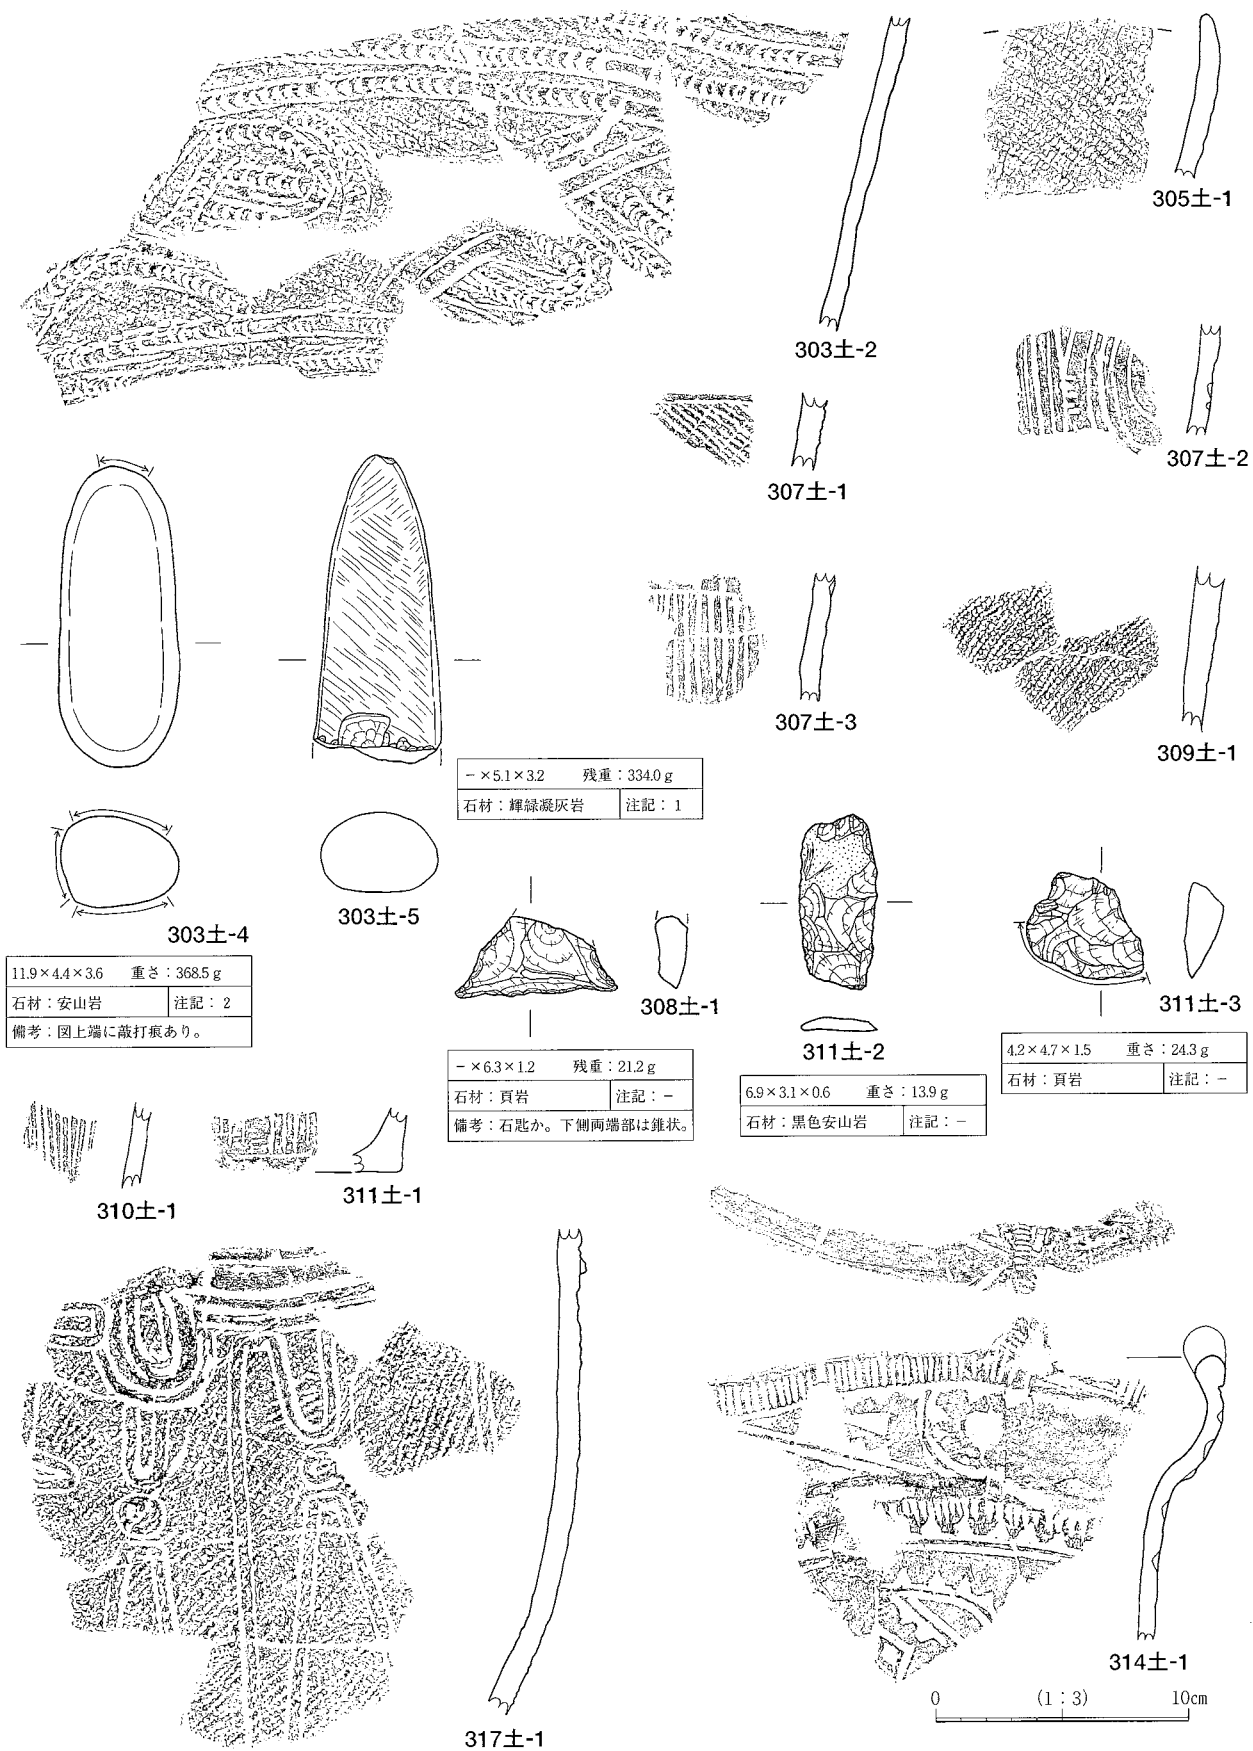 303土-2
305土-1
307土-1
307土-2
307土-3
309土-1
303土-4
11.9×4.4×3.6 重さ：368.5g
石材：安山岩 注記：2
備考：図上端に敲打痕あり。
303土-5
－×5.1×3.2 残重：334.0g
石材：輝緑凝灰岩 注記：1
308土-1
－×6.3×1.2 残重：21.2g
石材：頁岩 注記：－
備考：石匙か。下側両端部は錐状。
311土-2
6.9×3.1×0.6 重さ：13.9g
石材：黒色安山岩 注記：－
311土-3
4.2×4.7×1.5 重さ：24.3g
石材：頁岩 注記：－
310土-1
311土-1
317土-1
314土-1
0 (1：3) 10cm